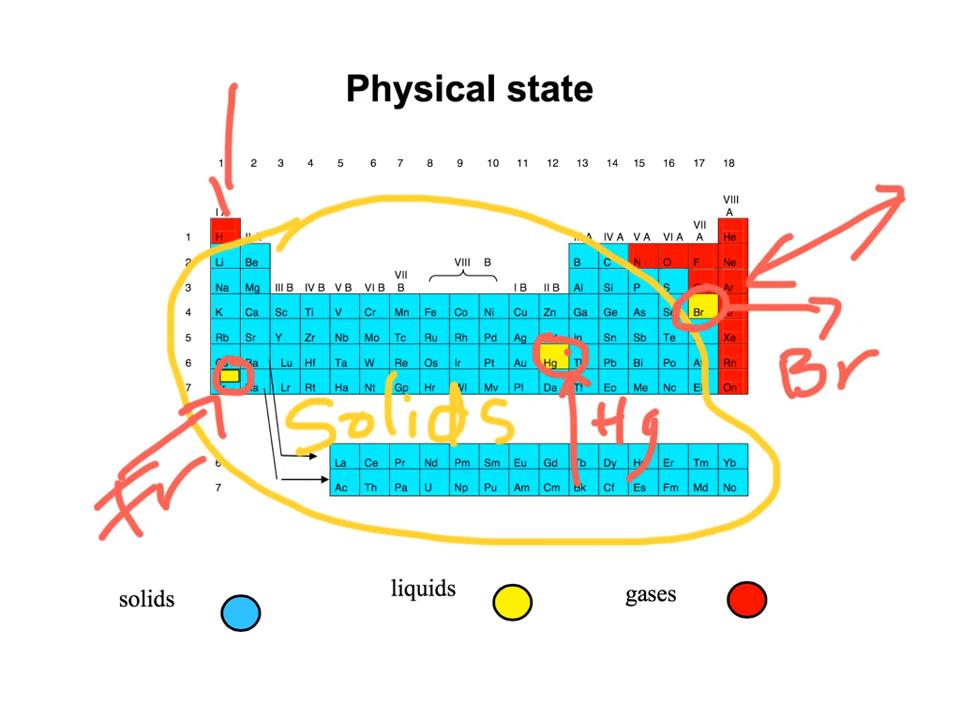 Physical state
1 2 3 4 5 6 7 8 9 10 11 12 13 14 15 16 17 18
VIII
A
VII
1 H IV A V A VI A A He
2 Li Be VIII B B C N O F Ne
VII
3 Na Mg III B IV B V B VI B B I B II B Al Si P S Ar
4 K Ca Sc Ti V Cr Mn Fe Co Ni Cu Zn Ga Ge As Se Br
5 Rb Sr Y Zr Nb Mo Tc Ru Rh Pd Ag In Sn Sb Te Xe
6 Lu Hf Ta W Re Os Ir Pt Au Hg Pb Bi Po Rn
7 Lr Rt Ha Nt Gp Hr Mv Pl Da Tf Eo Me Nc On
Br
Solids
Hg
Fr
6 La Ce Pr Nd Pm Sm Eu Gd Tb Dy Ho Er Tm Yb
7 Ac Th Pa U Np Pu Am Cm Bk Cf Es Fm Md No
solids liquids gases